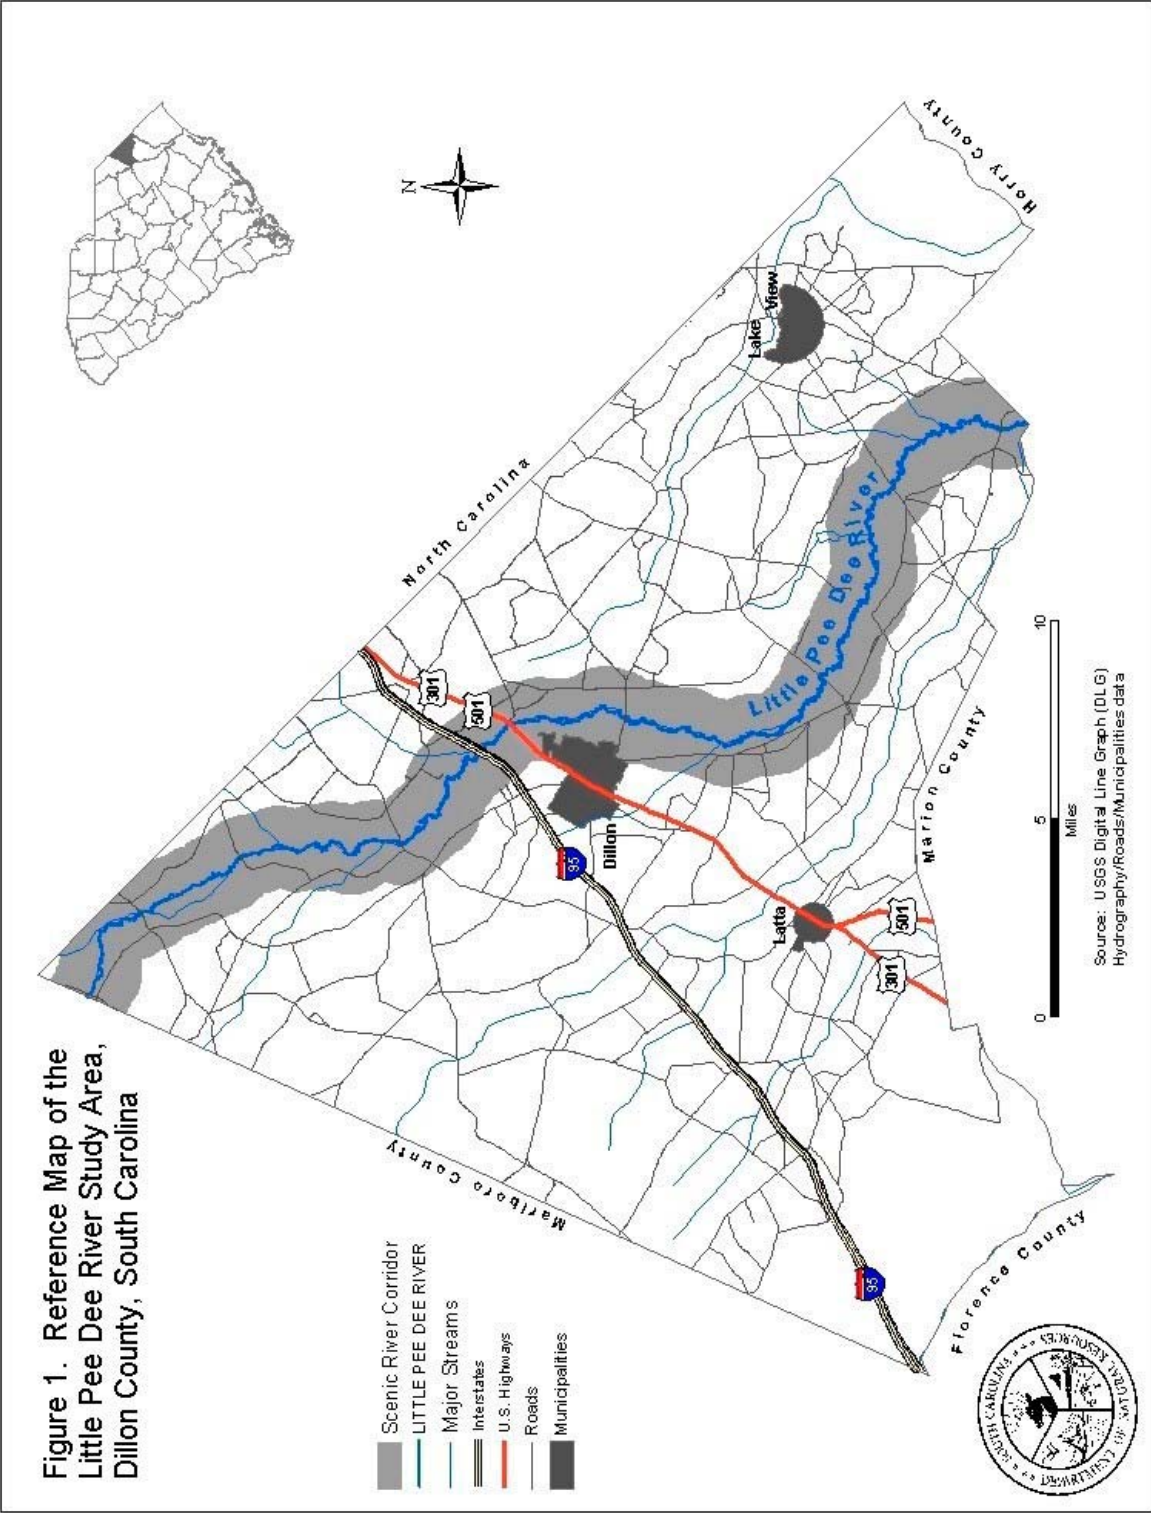 Figure 1. Reference Map of the
Little Pee Dee River Study Area,
Dillon County, South Carolina
N
North Carolina
Marlboro County
Horry County
Lake View
301
501
Little Pee Dee River
95
Dillon
Latta
501
301
Marion County
95
Florence County
Scenic River Corridor
LITTLE PEE DEE RIVER
Major Streams
Interstates
U.S. Highways
Roads
Municipalities
0 5 10
Miles
Source: USGS Digital Line Graph (DLG)
Hydrography/Roads/Municipalities data
SOUTH CAROLINA
DEPARTMENT OF NATURAL RESOURCES